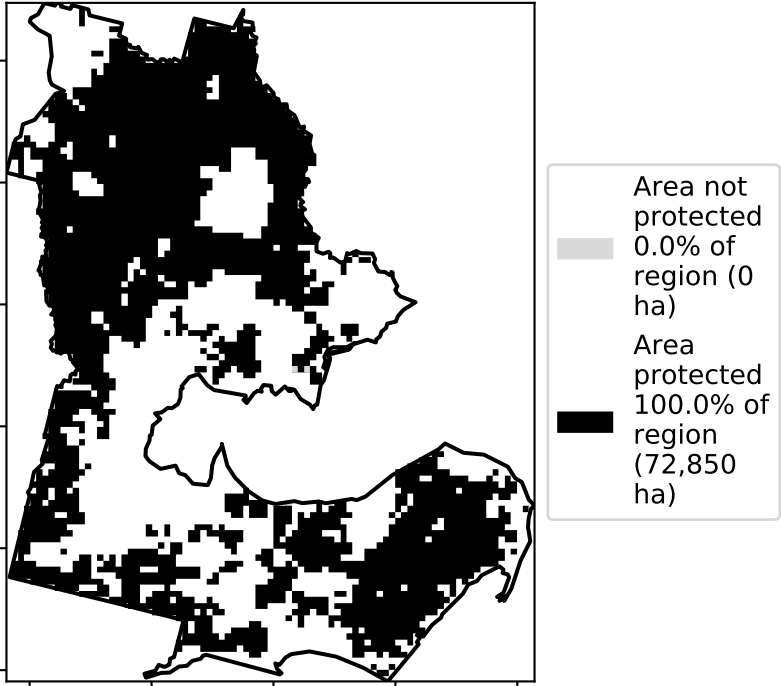 Area not
protected
0.0% of
region (0
ha)
Area
protected
100.0% of
region
(72,850
ha)